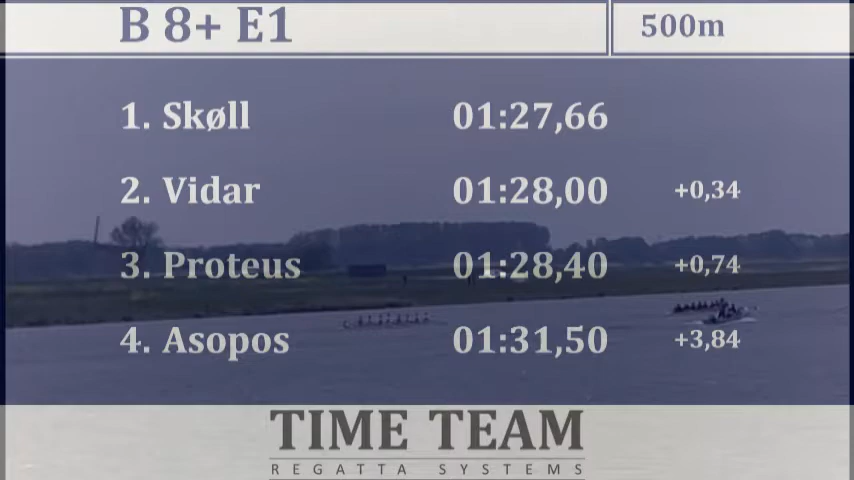 B 8+ E1 500m
1. Skøll 01:27,66
2. Vidar 01:28,00 +0,34
3. Proteus 01:28,40 +0,74
4. Asopos 01:31,50 +3,84
TIME TEAM
REGATTA SYSTEMS